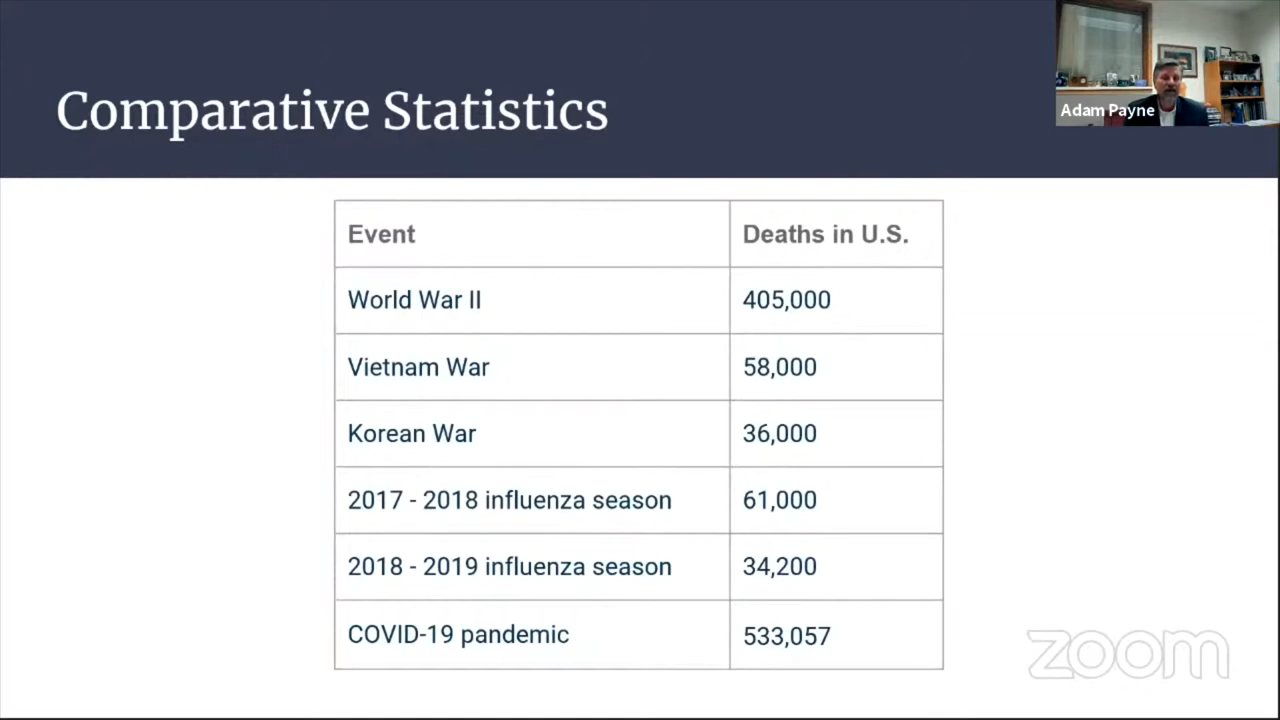 Comparative Statistics
Adam Payne
Event Deaths in U.S.
World War II 405,000
Vietnam War 58,000
Korean War 36,000
2017 - 2018 influenza season 61,000
2018 - 2019 influenza season 34,200
COVID-19 pandemic 533,057
zoom